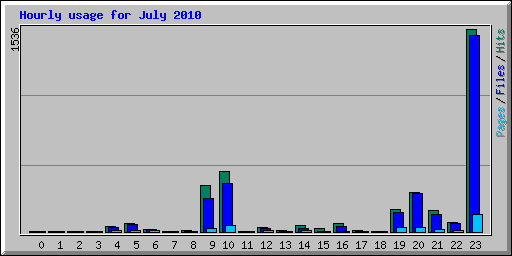 Hourly usage for July 2010
1536
Pages / Files / Hits
0 1 2 3 4 5 6 7 8 9 10 11 12 13 14 15 16 17 18 19 20 21 22 23